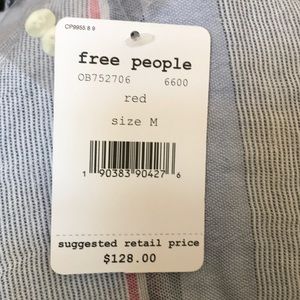 CP9955 8 9
free people
OB752706 6600
red
size M
1 90383 90427 6
suggested retail price
$128.00